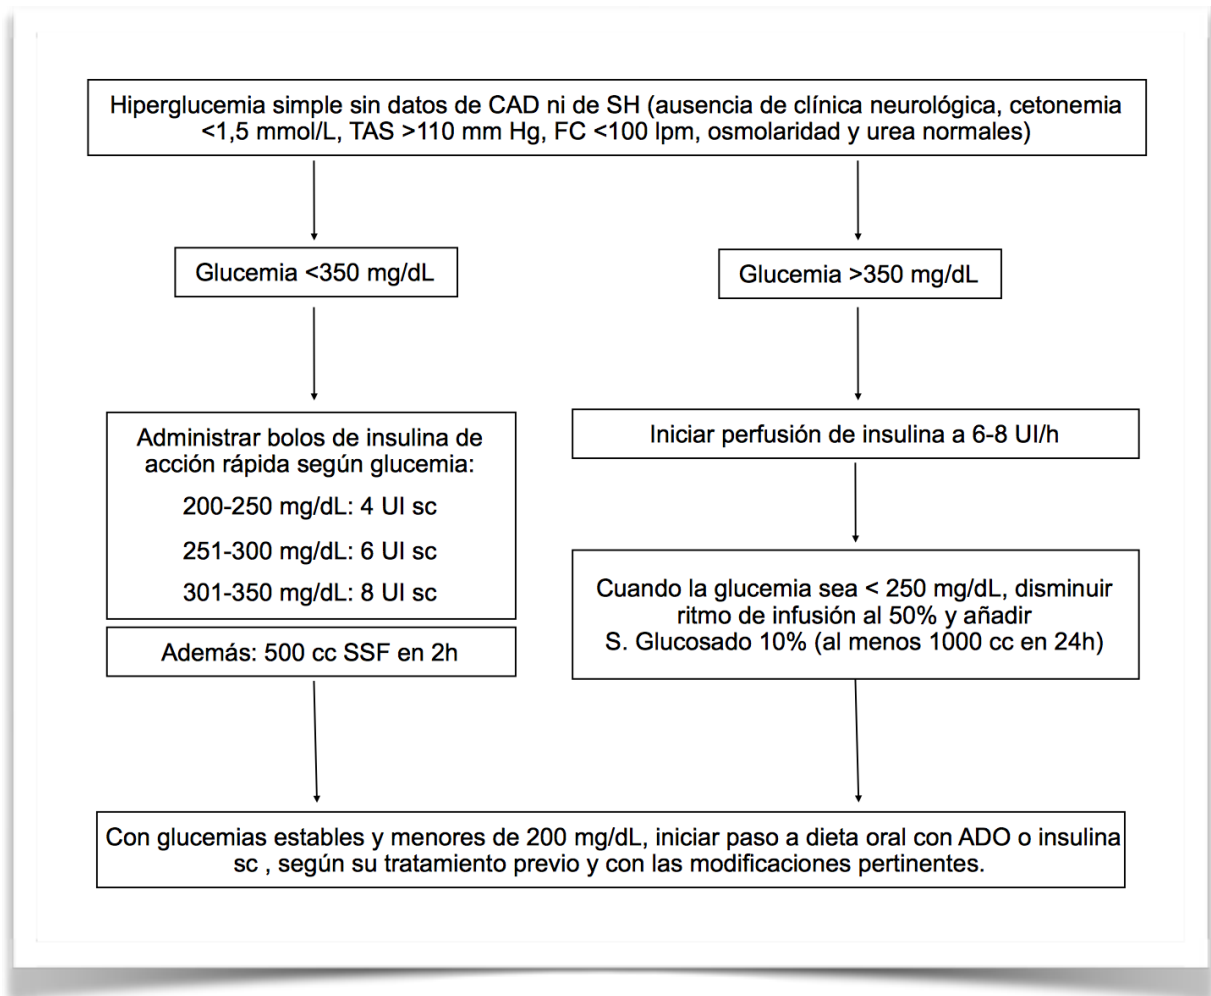 Hiperglucemia simple sin datos de CAD ni de SH (ausencia de clínica neurológica, cetonemia
<1,5 mmol/L, TAS >110 mm Hg, FC <100 lpm, osmolaridad y urea normales)
Glucemia <350 mg/dL
Glucemia >350 mg/dL
Administrar bolos de insulina de
acción rápida según glucemia:
200-250 mg/dL: 4 UI sc
251-300 mg/dL: 6 UI sc
301-350 mg/dL: 8 UI sc
Además: 500 cc SSF en 2h
Iniciar perfusión de insulina a 6-8 UI/h
Cuando la glucemia sea < 250 mg/dL, disminuir
ritmo de infusión al 50% y añadir
S. Glucosado 10% (al menos 1000 cc en 24h)
Con glucemias estables y menores de 200 mg/dL, iniciar paso a dieta oral con ADO o insulina
sc , según su tratamiento previo y con las modificaciones pertinentes.